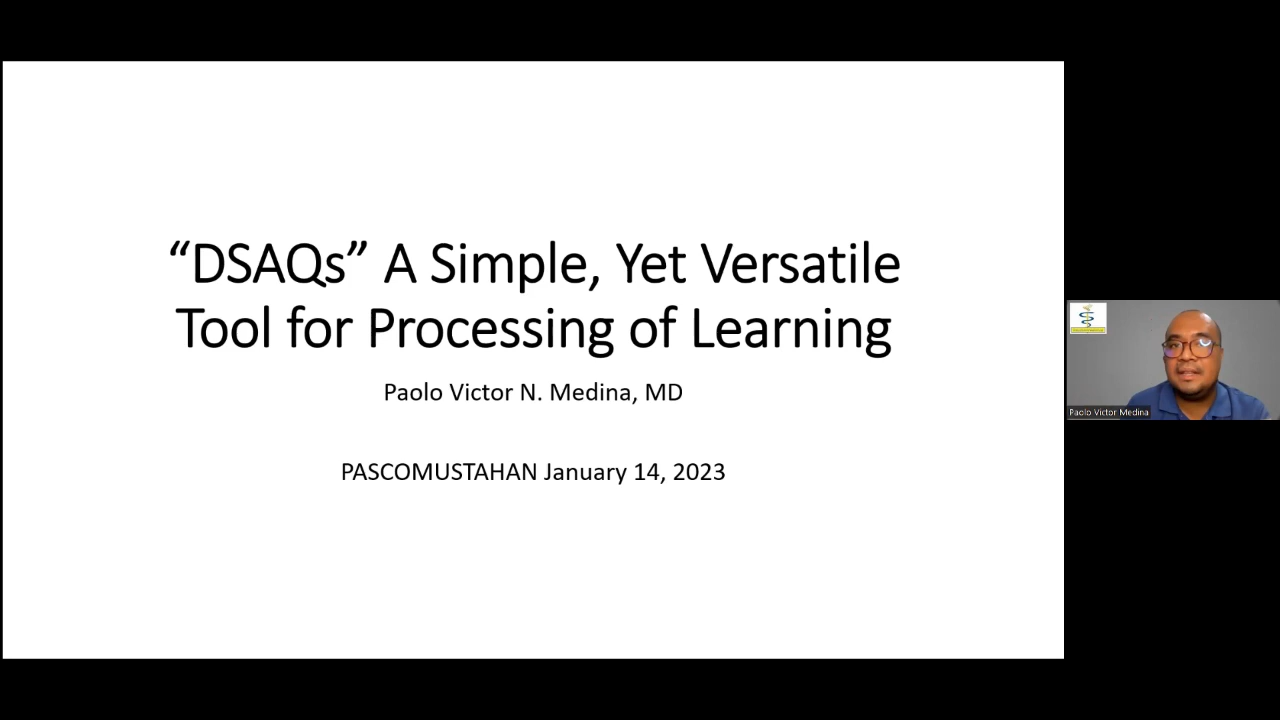 “DSAQs” A Simple, Yet Versatile
Tool for Processing of Learning
Paolo Victor N. Medina, MD
PASCOMUSTAHAN January 14, 2023
Paolo Victor Medina